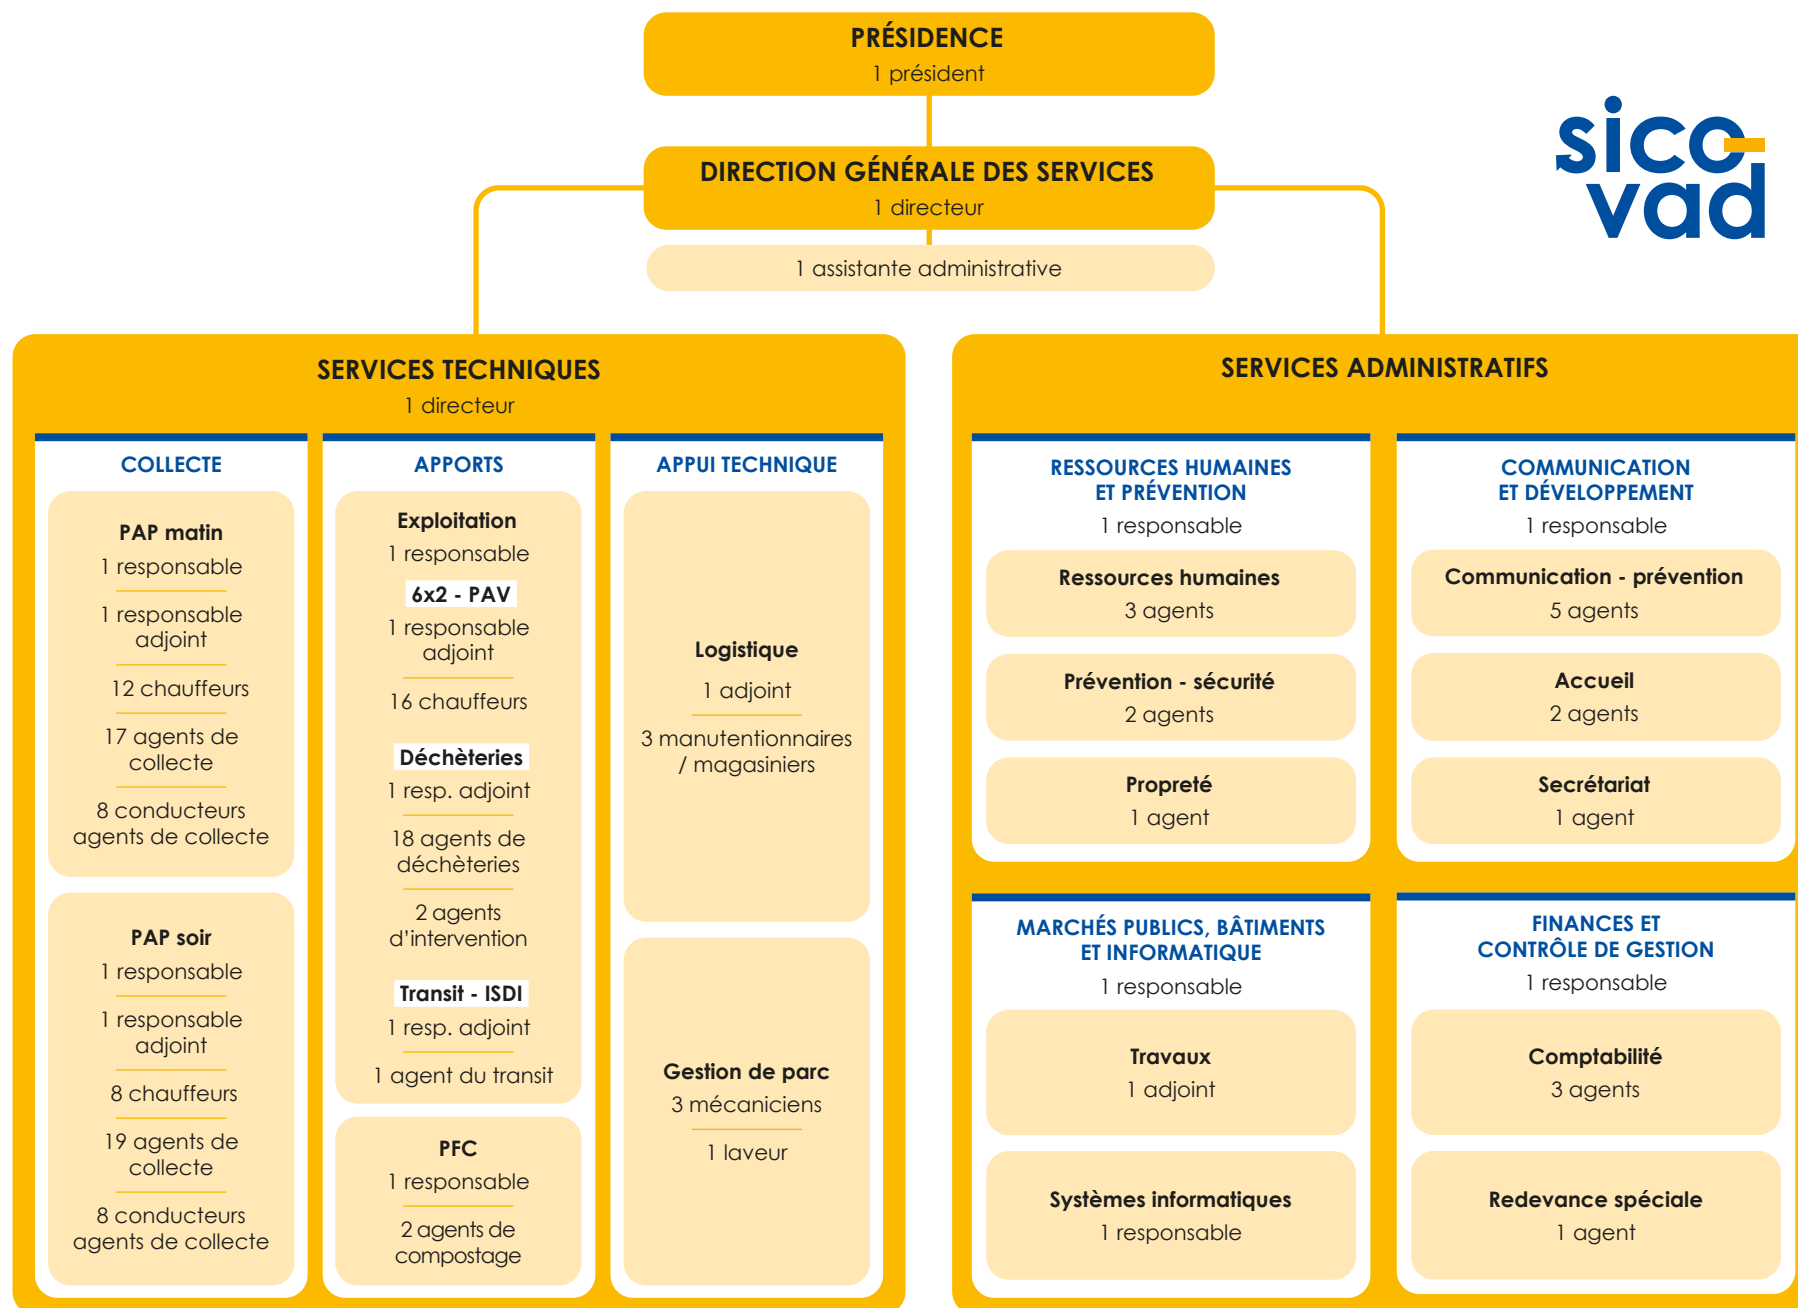 PRÉSIDENCE
1 président
sico-
vad
DIRECTION GÉNÉRALE DES SERVICES
1 directeur
1 assistante administrative
SERVICES TECHNIQUES
1 directeur
COLLECTE
PAP matin
1 responsable
1 responsable
adjoint
12 chauffeurs
17 agents de
collecte
8 conducteurs
agents de collecte
PAP soir
1 responsable
1 responsable
adjoint
8 chauffeurs
19 agents de
collecte
8 conducteurs
agents de collecte
APPORTS
Exploitation
1 responsable
6x2 - PAV
1 responsable
adjoint
16 chauffeurs
Déchèteries
1 resp. adjoint
18 agents de
déchèteries
2 agents
d'intervention
Transit - ISDI
1 resp. adjoint
1 agent du transit
PFC
1 responsable
2 agents de
compostage
APPUI TECHNIQUE
Logistique
1 adjoint
3 manutentionnaires
/ magasiniers
Gestion de parc
3 mécaniciens
1 laveur
SERVICES ADMINISTRATIFS
RESSOURCES HUMAINES
ET PRÉVENTION
1 responsable
Ressources humaines
3 agents
Prévention - sécurité
2 agents
Propreté
1 agent
COMMUNICATION
ET DÉVELOPPEMENT
1 responsable
Communication - prévention
5 agents
Accueil
2 agents
Secrétariat
1 agent
MARCHÉS PUBLICS, BÂTIMENTS
ET INFORMATIQUE
1 responsable
Travaux
1 adjoint
Systèmes informatiques
1 responsable
FINANCES ET
CONTRÔLE DE GESTION
1 responsable
Comptabilité
3 agents
Redevance spéciale
1 agent